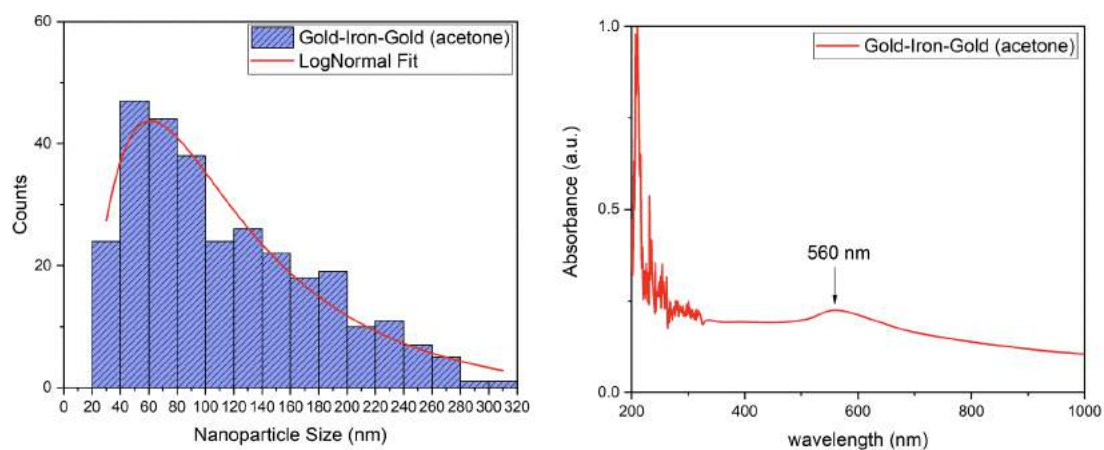 60
40
20
0
Counts
Gold-Iron-Gold (acetone)
LogNormal Fit
0 20 40 60 80 100 120 140 160 180 200 220 240 260 280 300 320
Nanoparticle Size (nm)
1.0
0.5
0.0
Absorbance (a.u.)
Gold-Iron-Gold (acetone)
560 nm
200 400 600 800 1000
wavelength (nm)